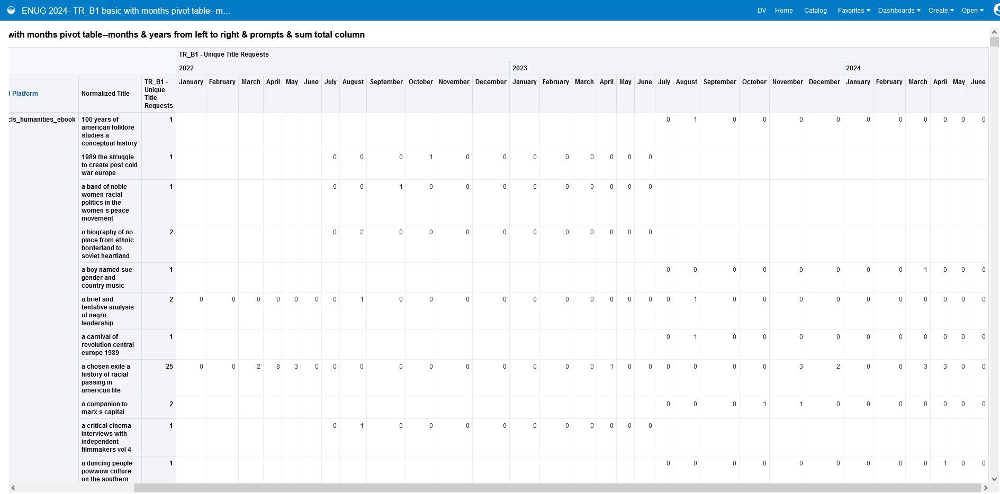 ENUG 2024--TR_B1 basic with months pivot table--m… DV Home Catalog Favorites Dashboards Create Open
with months pivot table--months & years from left to right & prompts & sum total column
TR_B1 - Unique Title Requests
2022 2023 2024
Platform Normalized Title TR_B1 - Unique Title Requests January February March April May June July August September October November December January February March April May June July August September October November December January February March April May June
cls_humanities_ebook 100 years of american folklore studies a conceptual history 1 0 1 0 0 0 0 0 0 0 0 0 0
1989 the struggle to create post cold war europe 1 0 0 0 1 0 0 0 0 0 0 0 0
a band of noble women racial politics in the women s peace movement 1 0 0 1 0 0 0 0 0 0 0 0 0
a biography of no place from ethnic borderland to soviet heartland 2 0 2 0 0 0 0 0 0 0 0 0 0
a boy named sue gender and country music 1 0 0 0 0 0 0 0 0 1 0 0 0
a brief and tentative analysis of negro leadership 2 0 0 0 0 0 0 0 1 0 0 0 0 0 0 0 0 0 0 0 1 0 0 0 0 0 0 0 0 0 0
a carnival of revolution central europe 1989 1 0 1 0 0 0 0 0 0 0 0 0 0
a chosen exile a history of racial passing in american life 25 0 0 2 8 3 0 0 0 0 0 0 0 0 0 0 1 0 0 0 0 0 0 3 2 0 0 3 3 0 0
a companion to marx s capital 2 0 0 0 1 1 0 0 0 0 0 0 0
a critical cinema interviews with independent filmmakers vol 4 1 0 1 0 0 0 0 0 0 0 0 0 0
a dancing people powwow culture on the southern 1 0 0 0 0 0 0 0 0 0 1 0 0